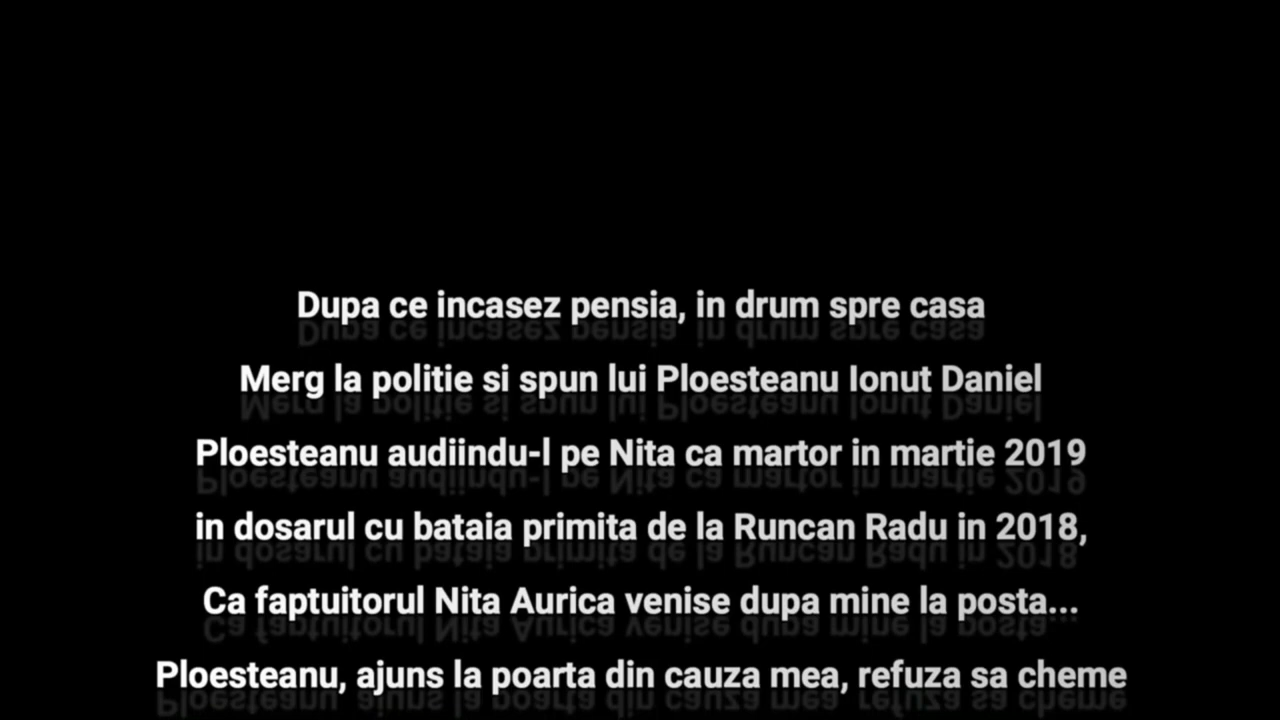 Dupa ce incasez pensia, in drum spre casa
Merg la politie si spun lui Ploesteanu Ionut Daniel
Ploesteanu audiindu-l pe Nita ca martor in martie 2019
in dosarul cu bataia primita de la Runcan Radu in 2018,
Ca faptuitorul Nita Aurica venise dupa mine la posta...
Ploesteanu, ajuns la poarta din cauza mea, refuza sa cheme